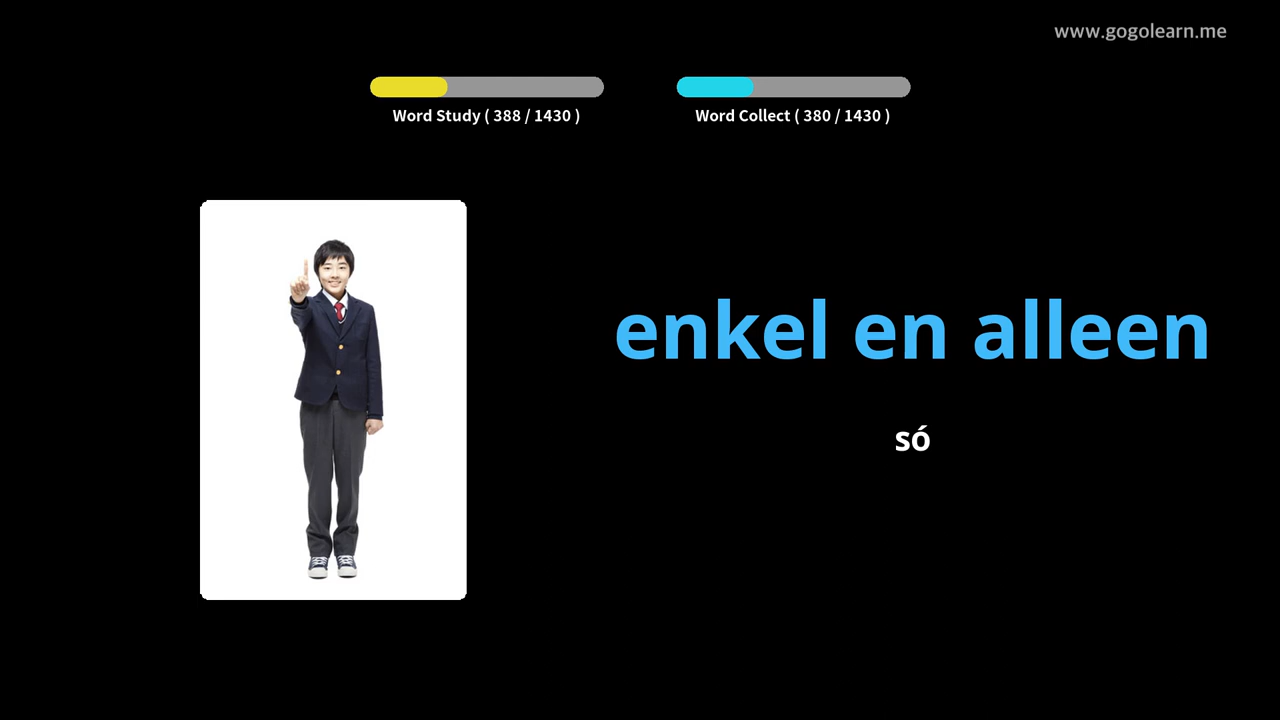 www.gogolearn.me
Word Study ( 388 / 1430 )
Word Collect ( 380 / 1430 )
enkel en alleen
só